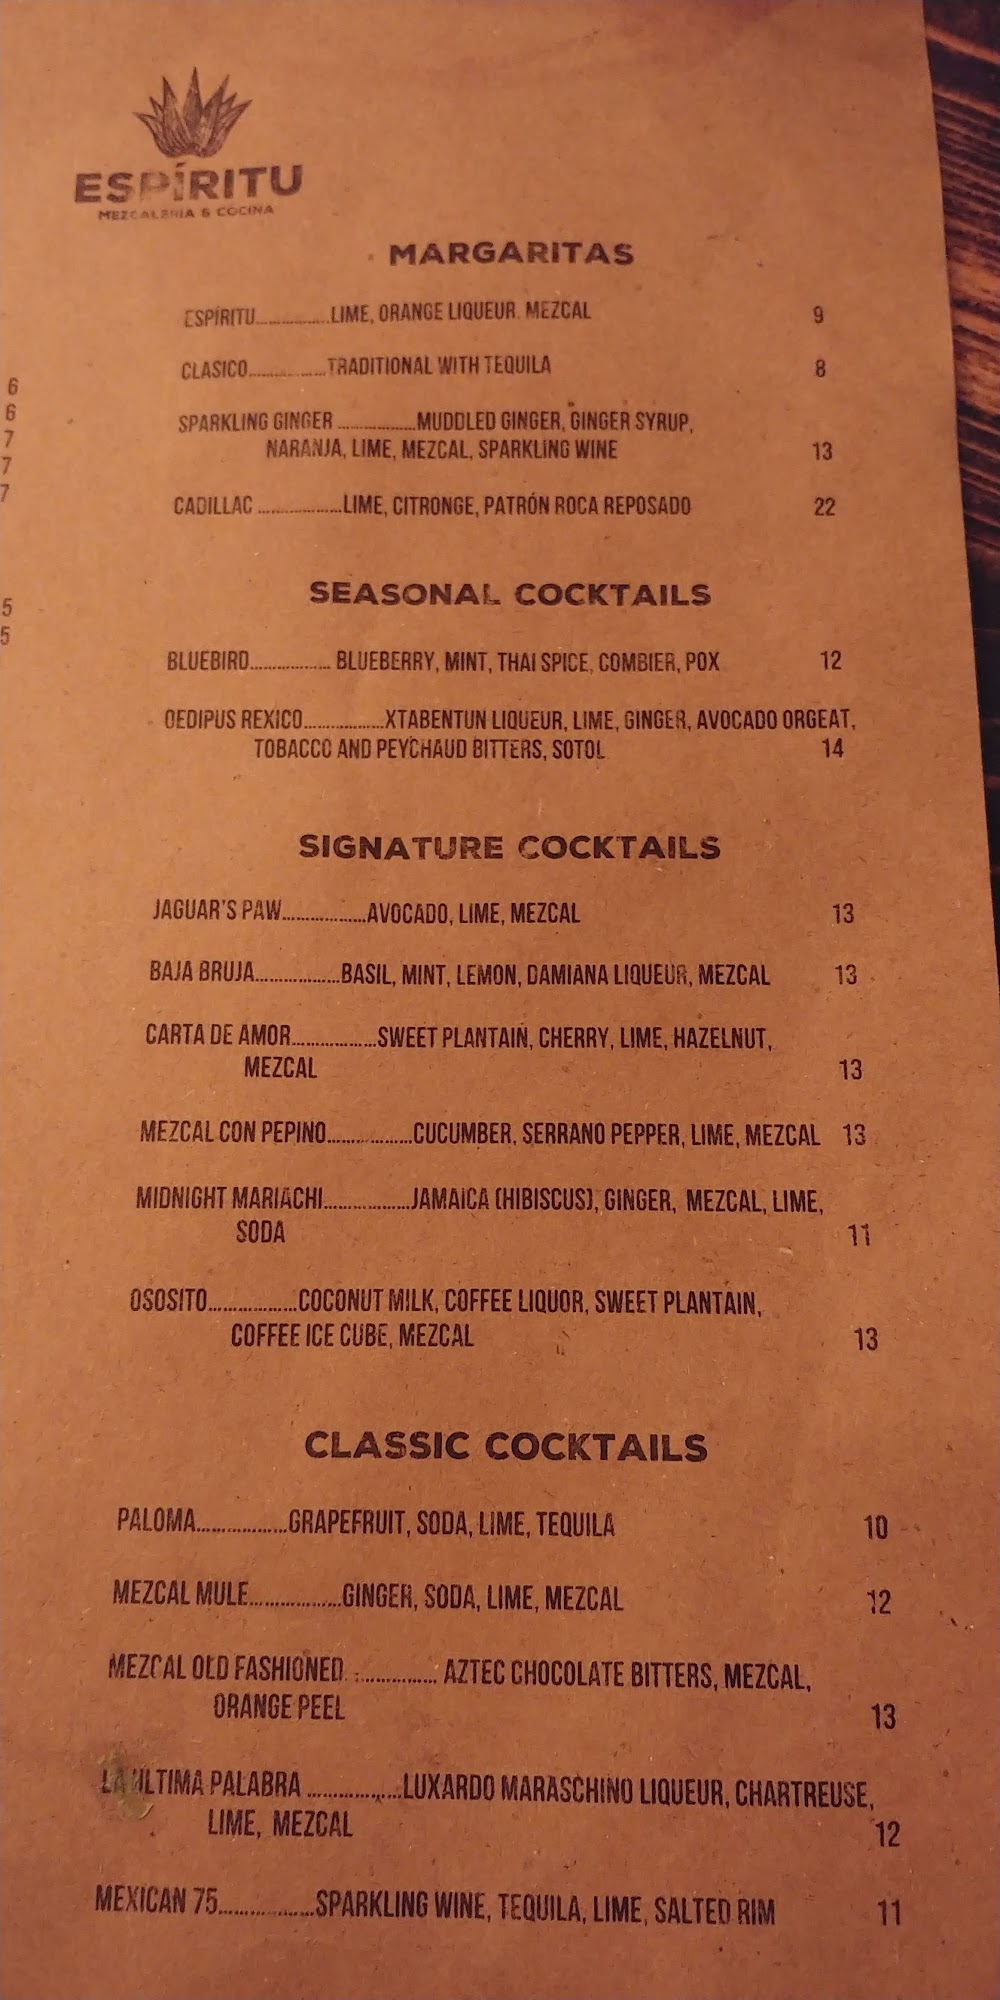 ESPÍRITU
MEZCALERIA & COCINA
MARGARITAS
ESPÍRITU..................LIME, ORANGE LIQUEUR, MEZCAL 9
CLASICO..................TRADITIONAL WITH TEQUILA 8
SPARKLING GINGER ..................MUDDLED GINGER, GINGER SYRUP,
NARANJA, LIME, MEZCAL, SPARKLING WINE 13
CADILLAC ..................LIME, CITRONGE, PATRÓN ROCA REPOSADO 22
6
6
7
7
7
5
5
SEASONAL COCKTAILS
BLUEBIRD.................. BLUEBERRY, MINT, THAI SPICE, COMBIER, POX 12
OEDIPUS REXICO..................XTABENTUN LIQUEUR, LIME, GINGER, AVOCADO ORGEAT,
TOBACCO AND PEYCHAUD BITTERS, SOTOL 14
SIGNATURE COCKTAILS
JAGUAR'S PAW..................AVOCADO, LIME, MEZCAL 13
BAJA BRUJA..................BASIL, MINT, LEMON, DAMIANA LIQUEUR, MEZCAL 13
CARTA DE AMOR..................SWEET PLANTAIN, CHERRY, LIME, HAZELNUT,
MEZCAL 13
MEZCAL CON PEPINO..................CUCUMBER, SERRANO PEPPER, LIME, MEZCAL 13
MIDNIGHT MARIACHI..................JAMAICA (HIBISCUS), GINGER, MEZCAL, LIME,
SODA 11
OSOSITO..................COCONUT MILK, COFFEE LIQUOR, SWEET PLANTAIN,
COFFEE ICE CUBE, MEZCAL 13
CLASSIC COCKTAILS
PALOMA..................GRAPEFRUIT, SODA, LIME, TEQUILA 10
MEZCAL MULE..................GINGER, SODA, LIME, MEZCAL 12
MEZCAL OLD FASHIONED .................. AZTEC CHOCOLATE BITTERS, MEZCAL,
ORANGE PEEL 13
LA ULTIMA PALABRA ..................LUXARDO MARASCHINO LIQUEUR, CHARTREUSE,
LIME, MEZCAL 12
MEXICAN 75..................SPARKLING WINE, TEQUILA, LIME, SALTED RIM 11